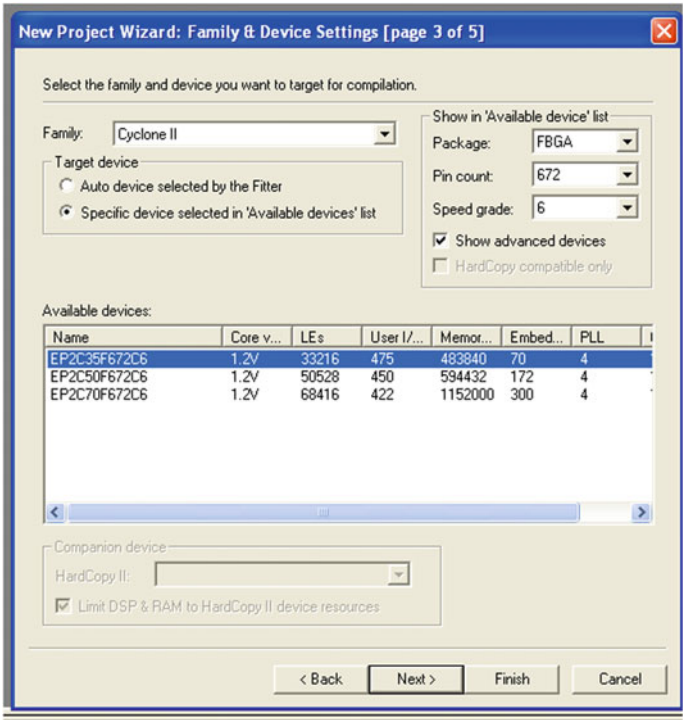 New Project Wizard: Family & Device Settings [page 3 of 5]
Select the family and device you want to target for compilation.
Family: Cyclone II
Target device
Auto device selected by the Fitter
Specific device selected in 'Available devices' list
Show in 'Available device' list
Package: FBGA
Pin count: 672
Speed grade: 6
Show advanced devices
HardCopy compatible only
Available devices:
Name Core v... LEs User I/... Memor... Embed... PLL
EP2C35F672C6 1.2V 33216 475 483840 70 4
EP2C50F672C6 1.2V 50528 450 594432 172 4
EP2C70F672C6 1.2V 68416 422 1152000 300 4
Companion device
HardCopy II:
Limit DSP & RAM to HardCopy II device resources
< Back Next > Finish Cancel